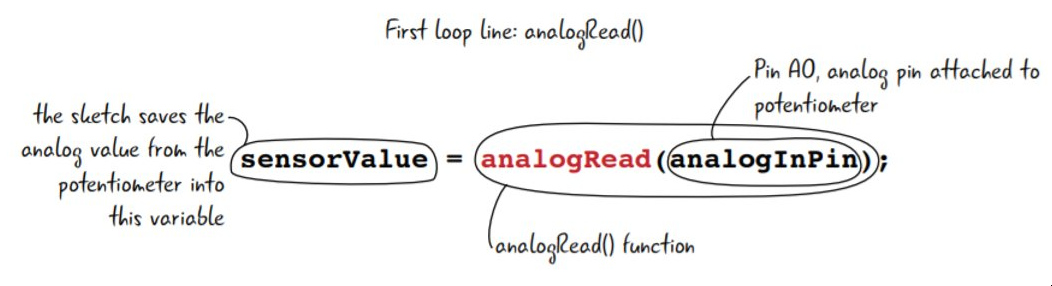 First loop line: analogRead()
Pin A0, analog pin attached to
potentiometer
the sketch saves the
analog value from the
potentiometer into
this variable
sensorValue = analogRead(analogInPin);
analogRead() function